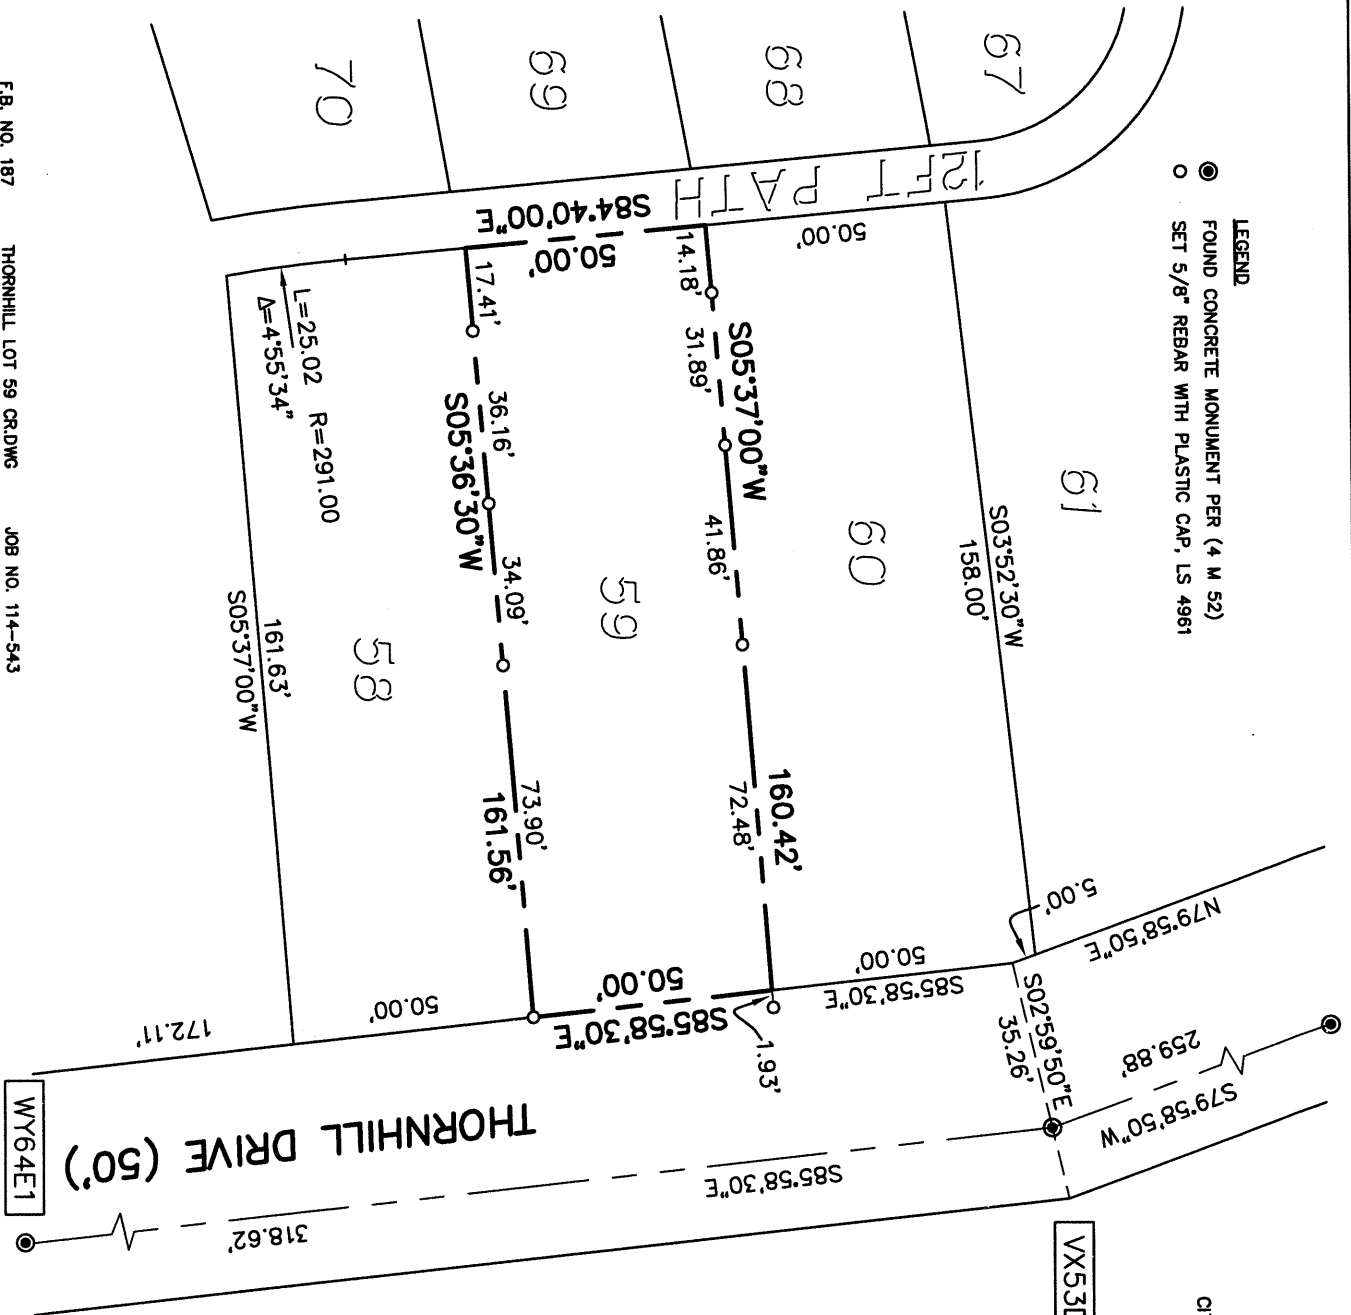 LEGEND
FOUND CONCRETE MONUMENT PER (4 M 52)
SET 5/8" REBAR WITH PLASTIC CAP, LS 4961
67
68
69
70
12FT PATH
S84°40'00"E
50.00'
50.00'
14.18'
31.89'
S05°37'00"W
41.86'
72.48'
160.42'
17.41'
36.16'
S05°36'30"W
34.09'
73.90'
161.56'
L=25.02 R=291.00
Δ=4°55'34"
161.63'
S05°37'00"W
58
59
60
61
S03°52'30"W
158.00'
5.00'
N79°58'50"E
50.00'
S85°58'30"E
50.00'
S85°58'30"E
1.93'
50.00'
172.11'
S02°59'50"E
35.26'
259.88'
S79°58'50"W
S85°58'30"E
318.62'
THORNHILL DRIVE (50')
WY64E1
VX53
F.B. NO. 187 THORNHILL LOT 59 CR.DWG JOB NO. 114-543